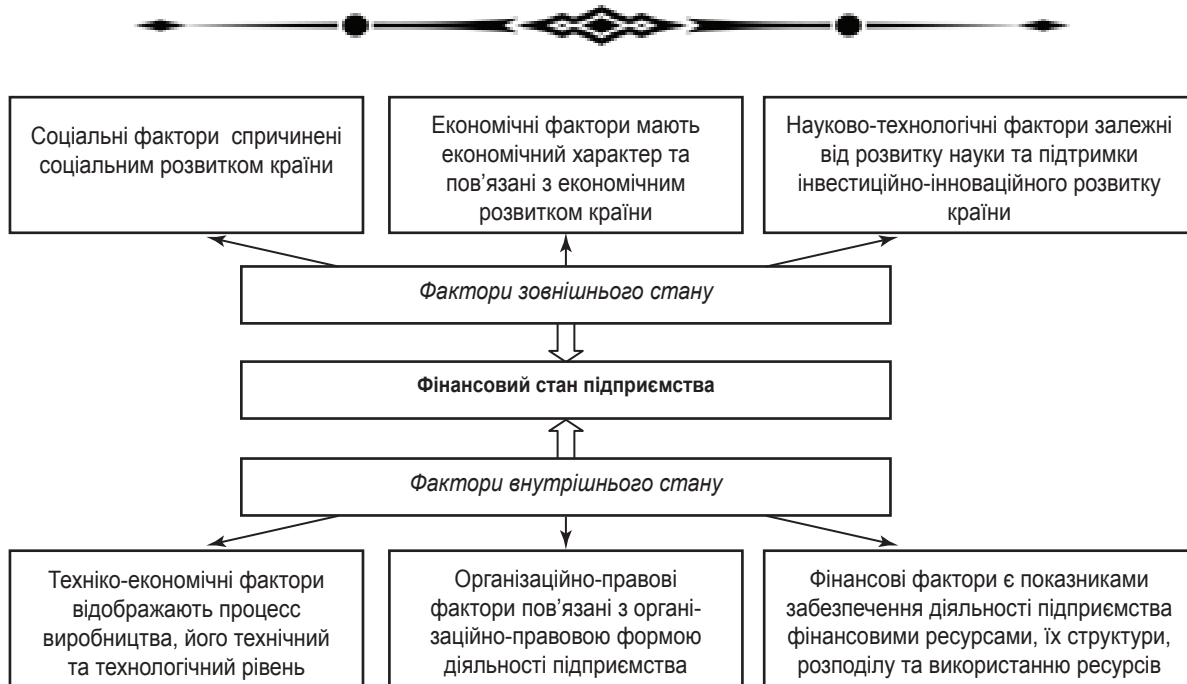 Соціальні фактори спричинені
соціальним розвитком країни
Економічні фактори мають
економічний характер та
пов’язані з економічним
розвитком країни
Науково-технологічні фактори залежні
від розвитку науки та підтримки
інвестиційно-інноваційного розвитку
країни
Фактори зовнішнього стану
Фінансовий стан підприємства
Фактори внутрішнього стану
Техніко-економічні фактори
відображають процесс
виробництва, його технічний
та технологічний рівень
Організаційно-правові
фактори пов’язані з органі-
заційно-правовою формою
діяльності підприємства
Фінансові фактори є показниками
забезпечення діяльності підприємства
фінансовими ресурсами, їх структури,
розподілу та використанню ресурсів